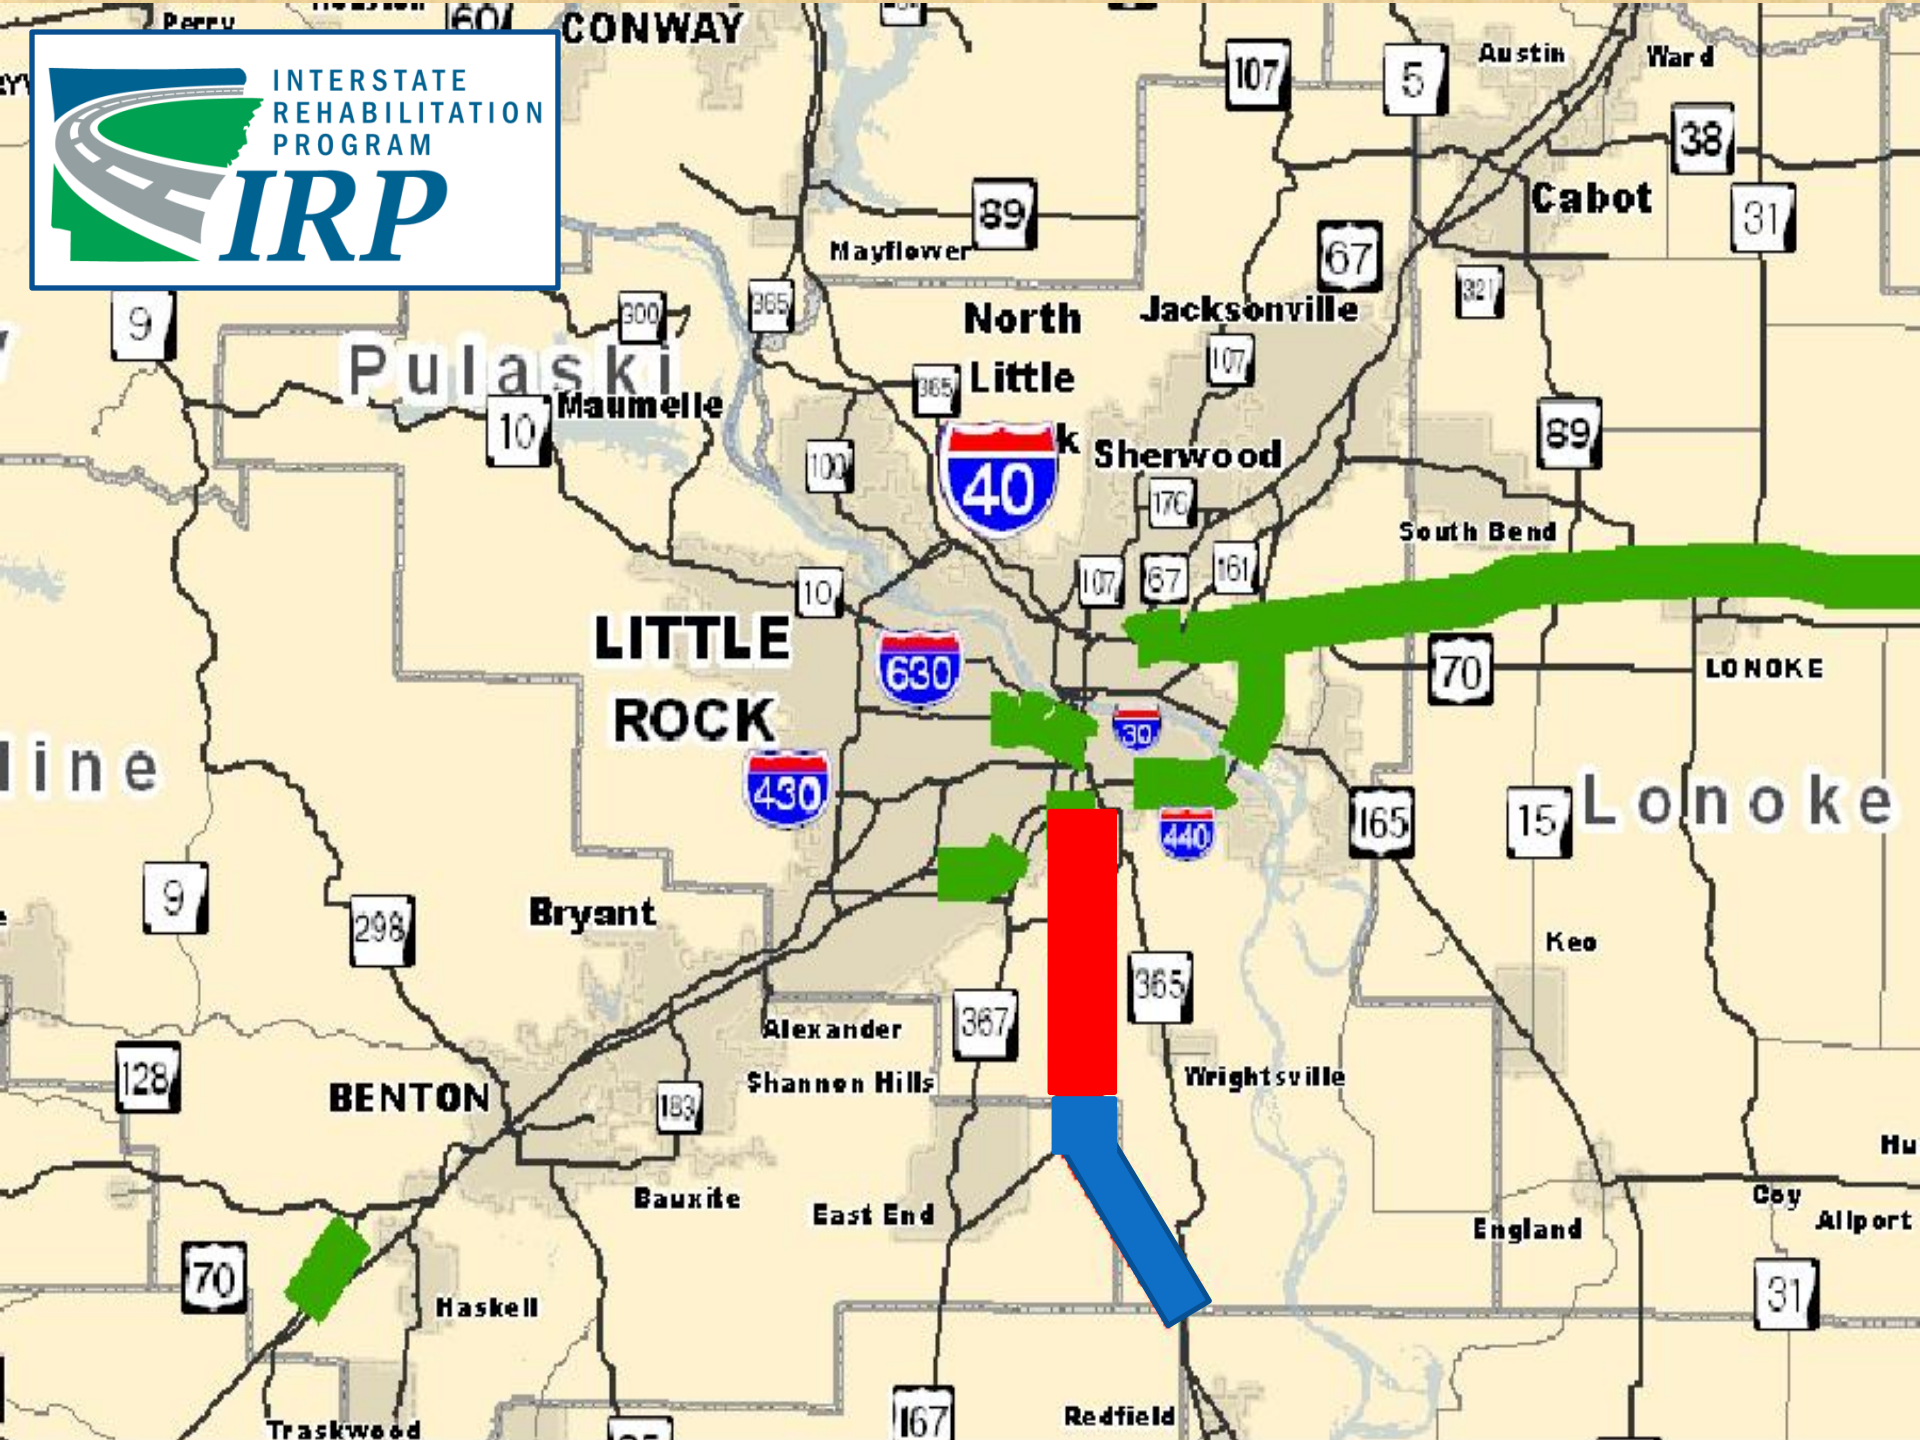 Perry
60
CONWAY
INTERSTATE
REHABILITATION
PROGRAM
IRP
107
5
Austin
Ward
38
Cabot
31
89
Mayflower
67
321
9
300
365
North
Little
k
Jacksonville
107
Pulaski
Maumelle
365
10
100
40
Sherwood
89
176
South Bend
10
107
67
161
LITTLE
ROCK
630
70
LONOKE
30
line
430
440
165
15
Lonoke
9
298
Bryant
Keo
367
365
Alexander
128
BENTON
Shannon Hills
Wrightsville
183
Hu
Bauxite
East End
England
Coy
Allport
70
Haskell
31
Traskwood
167
Redfield